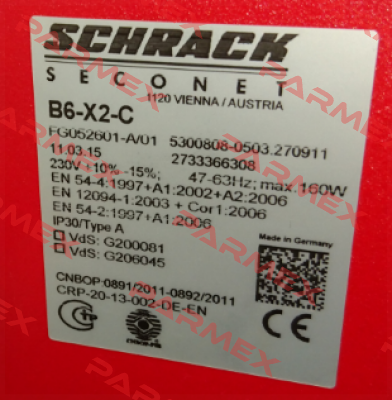 SCHRACK
SECONET
1120 VIENNA / AUSTRIA
B6-X2-C
FG052601-A/01 5300808-0503.270911
11.03.15 2733366308
230V +10% -15%; 47-63Hz; max.160W
EN 54-4:1997+A1:2002+A2:2006
EN 12094-1:2003 + Cor1:2006
EN 54-2:1997+A1:2006
IP30/Type A
VdS: G200081
VdS: G206045
Made in Germany
CNBOP-0891/2011-0892/2011
CRP-20-13-002-DE-EN
CE
PARMEX
PARMEX
PARMEX
PARMEX